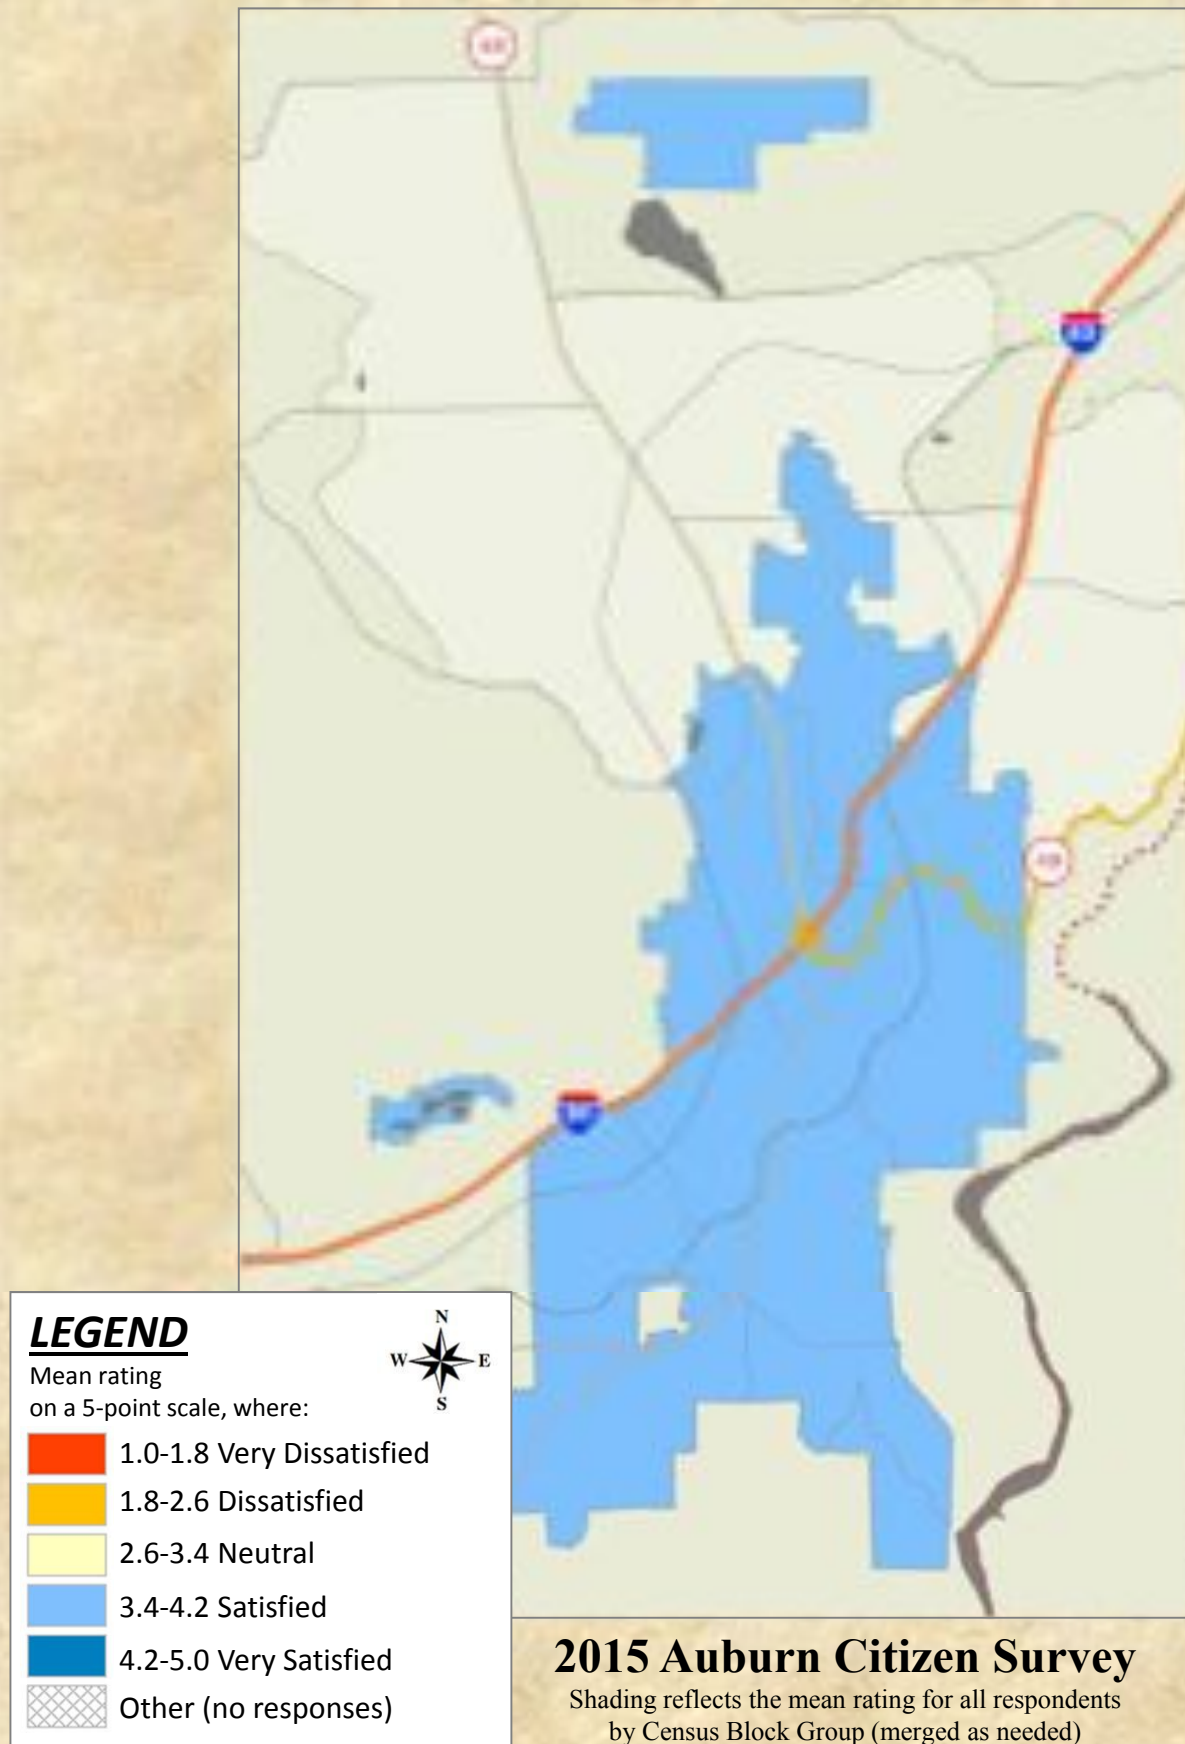 LEGEND
N
W E
S
Mean rating
on a 5-point scale, where:
1.0-1.8 Very Dissatisfied
1.8-2.6 Dissatisfied
2.6-3.4 Neutral
3.4-4.2 Satisfied
4.2-5.0 Very Satisfied
Other (no responses)
2015 Auburn Citizen Survey
Shading reflects the mean rating for all respondents
by Census Block Group (merged as needed)